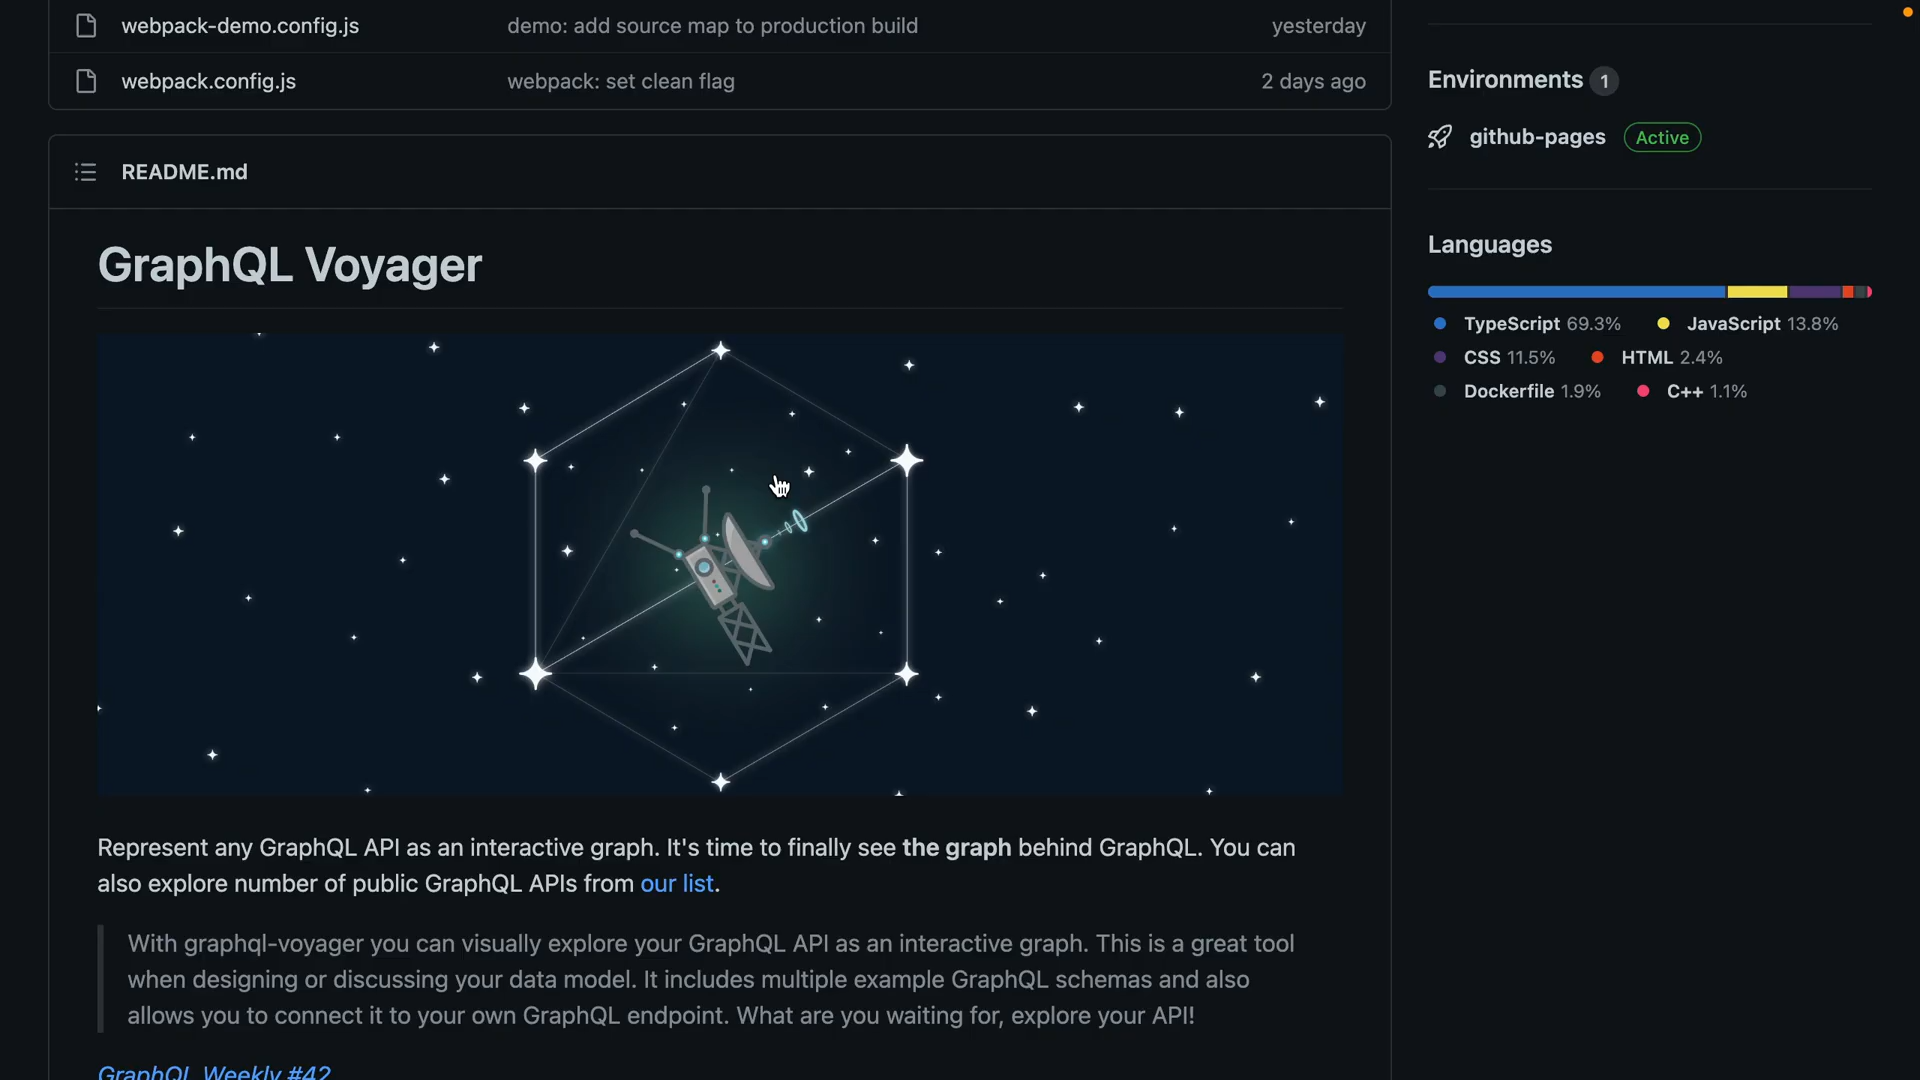 webpack-demo.config.js demo: add source map to production build yesterday
webpack.config.js webpack: set clean flag 2 days ago
README.md
GraphQL Voyager
Represent any GraphQL API as an interactive graph. It's time to finally see the graph behind GraphQL. You can
also explore number of public GraphQL APIs from our list.
With graphql-voyager you can visually explore your GraphQL API as an interactive graph. This is a great tool
when designing or discussing your data model. It includes multiple example GraphQL schemas and also
allows you to connect it to your own GraphQL endpoint. What are you waiting for, explore your API!
GraphQL Weekly #42
Environments 1
github-pages Active
Languages
TypeScript 69.3% JavaScript 13.8%
CSS 11.5% HTML 2.4%
Dockerfile 1.9% C++ 1.1%